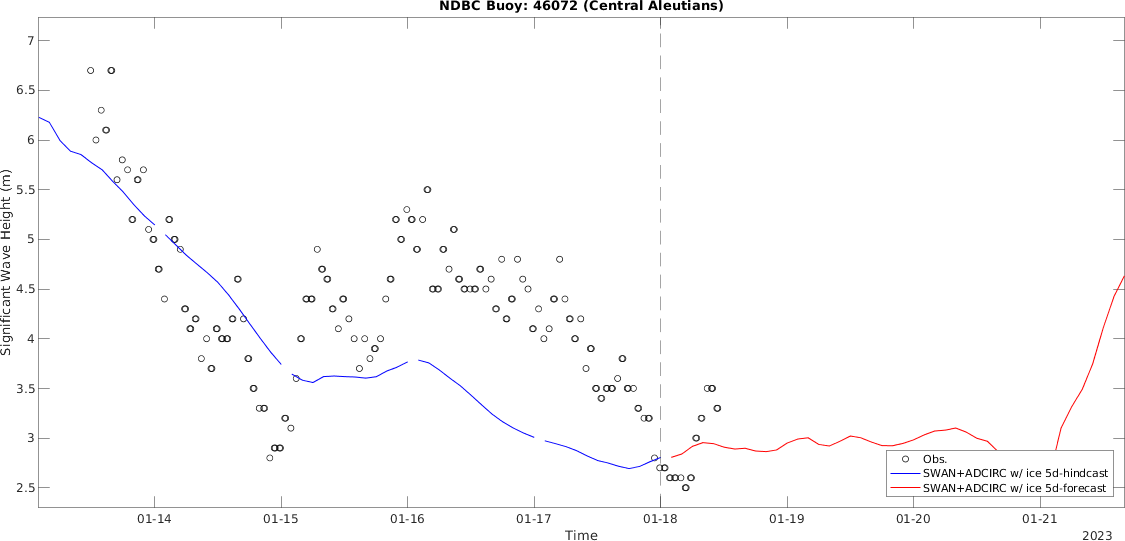 NDBC Buoy: 46072 (Central Aleutians)
7
6.5
6
5.5
5
4.5
4
3.5
3
2.5
Significant Wave Height (m)
Obs.
SWAN+ADCIRC w/ ice 5d-hindcast
SWAN+ADCIRC w/ ice 5d-forecast
01-14 01-15 01-16 01-17 01-18 01-19 01-20 01-21
Time
2023